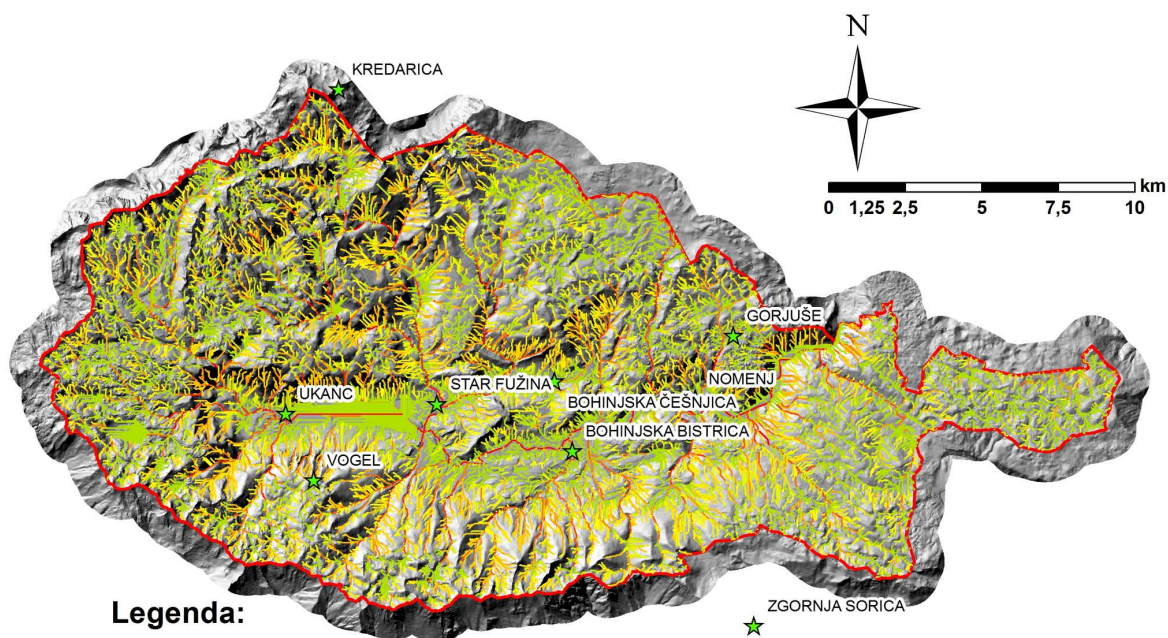 N
KREDARICA
km
0 1,25 2,5 5 7,5 10
GORJUŠE
NOMENJ
STAR FUŽINA
UKANC
BOHINJSKA ČEŠNJICA
BOHINJSKA BISTRICA
VOGEL
Legenda:
ZGORNJA SORICA